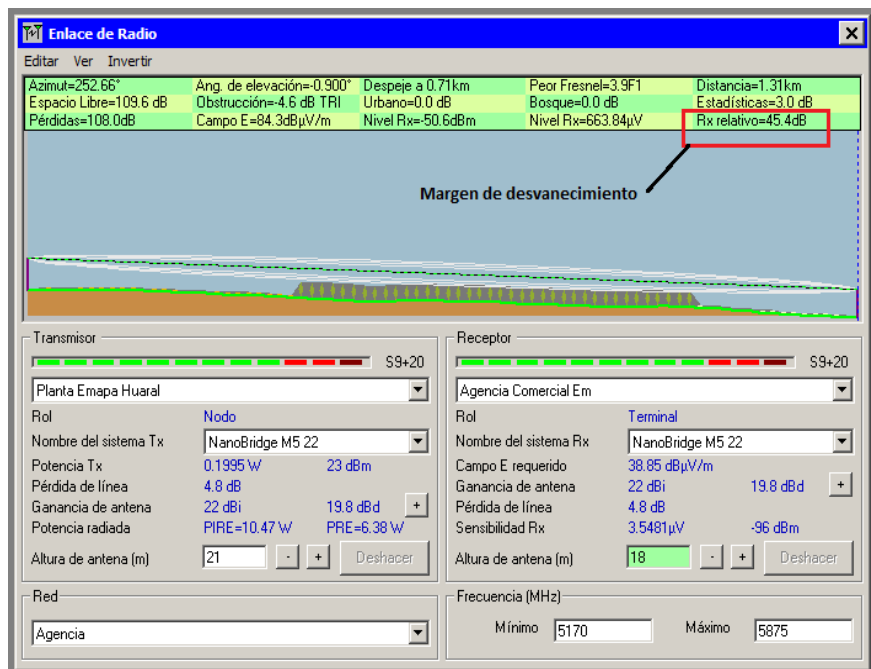 Enlace de Radio
Editar Ver Invertir
Azimut=252.66° Ang. de elevación=-0.900° Despeje a 0.71km Peor Fresnel=3.9F1 Distancia=1.31km
Espacio Libre=109.6 dB Obstrucción=-4.6 dB TRI Urbano=0.0 dB Bosque=0.0 dB Estadísticas=3.0 dB
Pérdidas=108.0dB Campo E=84.3dBµV/m Nivel Rx=-50.6dBm Nivel Rx=663.84µV Rx relativo=45.4dB
Margen de desvanecimiento
Transmisor
S9+20
Planta Emapa Huaral
Rol Nodo
Nombre del sistema Tx NanoBridge M5 22
Potencia Tx 0.1995 W 23 dBm
Pérdida de línea 4.8 dB
Ganancia de antena 22 dBi 19.8 dBd +
Potencia radiada PIRE=10.47 W PRE=6.38 W
Altura de antena (m) 21 - + Deshacer
Receptor
S9+20
Agencia Comercial Em
Rol Terminal
Nombre del sistema Rx NanoBridge M5 22
Campo E requerido 38.85 dBµV/m
Ganancia de antena 22 dBi 19.8 dBd +
Pérdida de línea 4.8 dB
Sensibilidad Rx 3.5481µV -96 dBm
Altura de antena (m) 18 - + Deshacer
Red
Agencia
Frecuencia (MHz)
Mínimo 5170 Máximo 5875